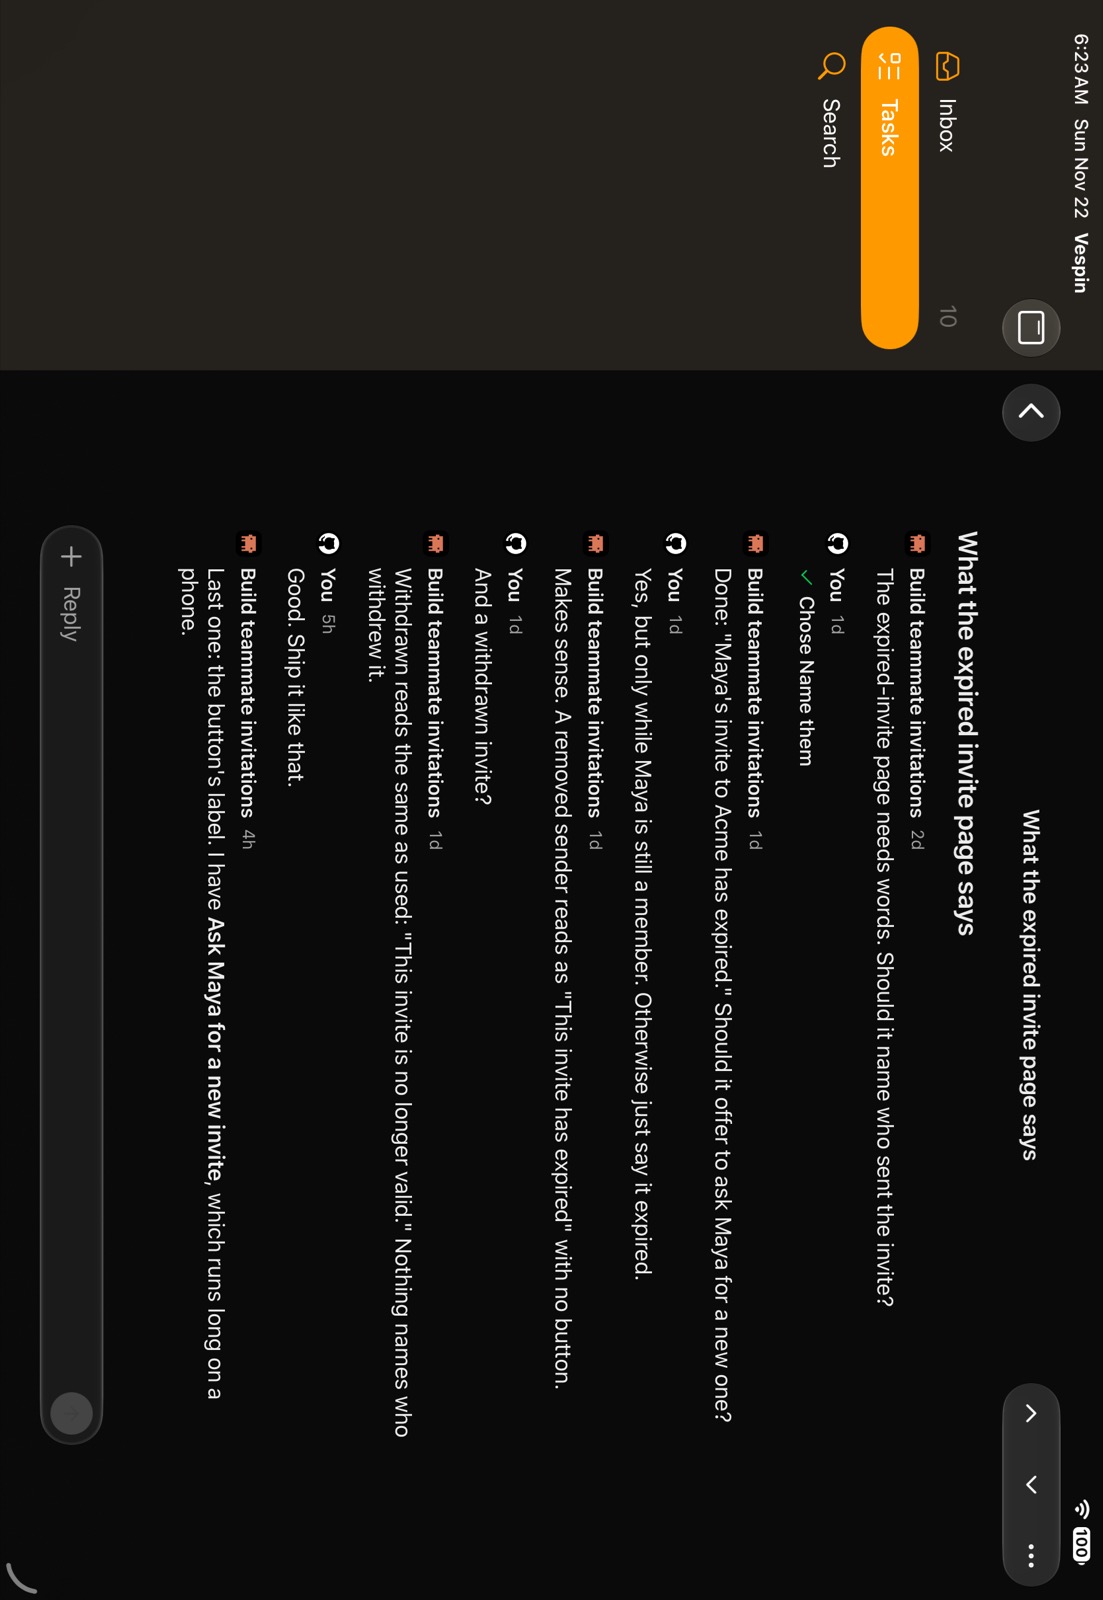 6:23 AM Sun Nov 22 Vespin
100
Inbox 10
Tasks
Search
What the expired invite page says
What the expired invite page says
Build teammate invitations 2d
The expired-invite page needs words. Should it name who sent the invite?
You 1d
Chose Name them
Build teammate invitations 1d
Done: "Maya's invite to Acme has expired." Should it offer to ask Maya for a new one?
You 1d
Yes, but only while Maya is still a member. Otherwise just say it expired.
Build teammate invitations 1d
Makes sense. A removed sender reads as "This invite has expired" with no button.
You 1d
And a withdrawn invite?
Build teammate invitations 1d
Withdrawn reads the same as used: "This invite is no longer valid." Nothing names who
withdrew it.
You 5h
Good. Ship it like that.
Build teammate invitations 4h
Last one: the button's label. I have Ask Maya for a new invite, which runs long on a
phone.
Reply